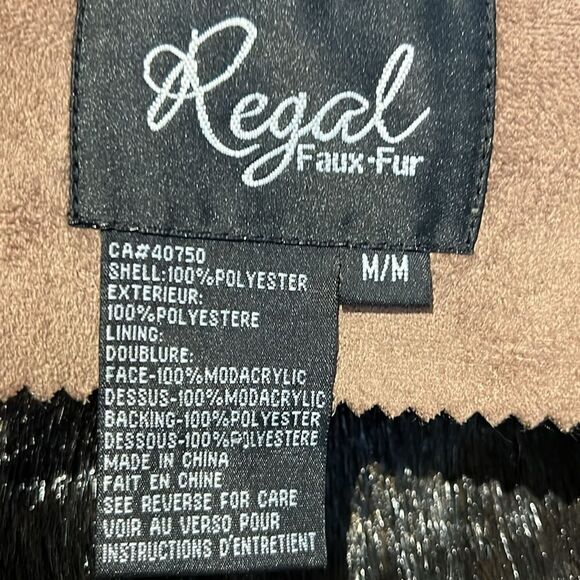 Regal
Faux-Fur
M/M
CA#40750
SHELL:100%POLYESTER
EXTERIEUR:
100%POLYESTERE
LINING:
DOUBLURE:
FACE-100%MODACRYLIC
DESSUS-100%MODACRYLIC
BACKING-100%POLYESTER
DESSOUS-100%POLYESTERE
MADE IN CHINA
FAIT EN CHINE
SEE REVERSE FOR CARE
VOIR AU VERSO POUR
INSTRUCTIONS D'ENTRETIENT